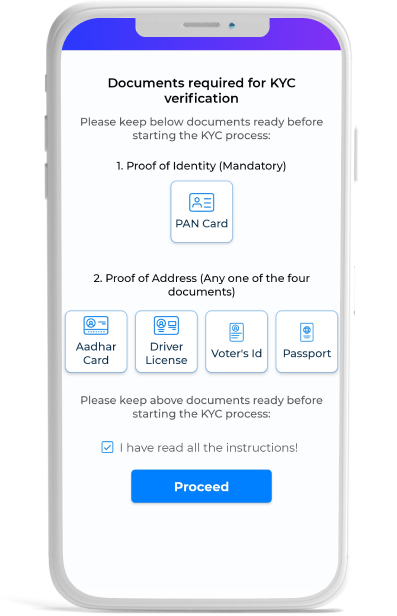 Documents required for KYC
verification
Please keep below documents ready before
starting the KYC process:
1. Proof of Identity (Mandatory)
PAN Card
2. Proof of Address (Any one of the four
documents)
Aadhar
Card
Driver
License
Voter's Id
Passport
Please keep above documents ready before
starting the KYC process:
I have read all the instructions!
Proceed